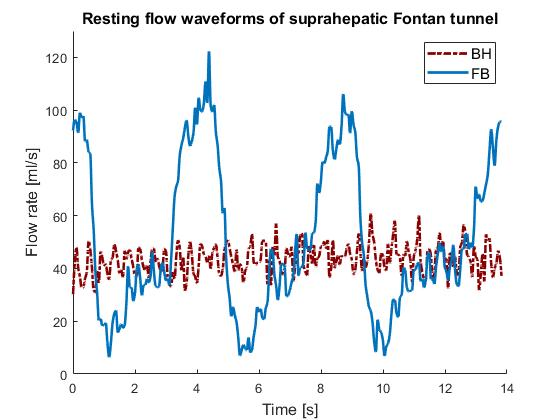 Resting flow waveforms of suprahepatic Fontan tunnel
BH
FB
Flow rate [ml/s]
120
100
80
60
40
20
0
0 2 4 6 8 10 12 14
Time [s]